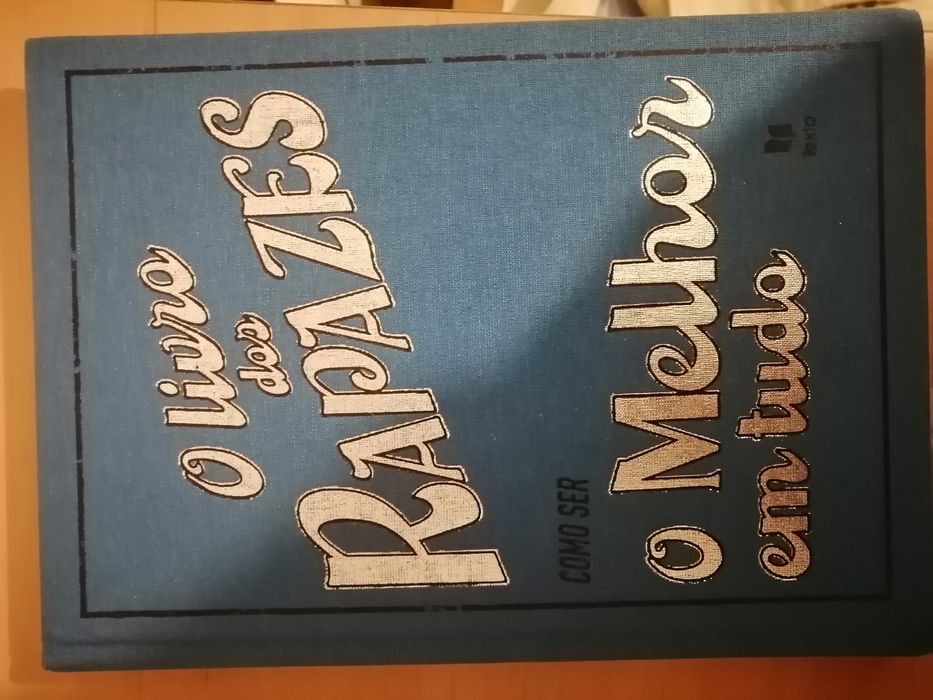 O livro
dos
RAPAZES
COMO SER
O Melhor
em tudo
Texto